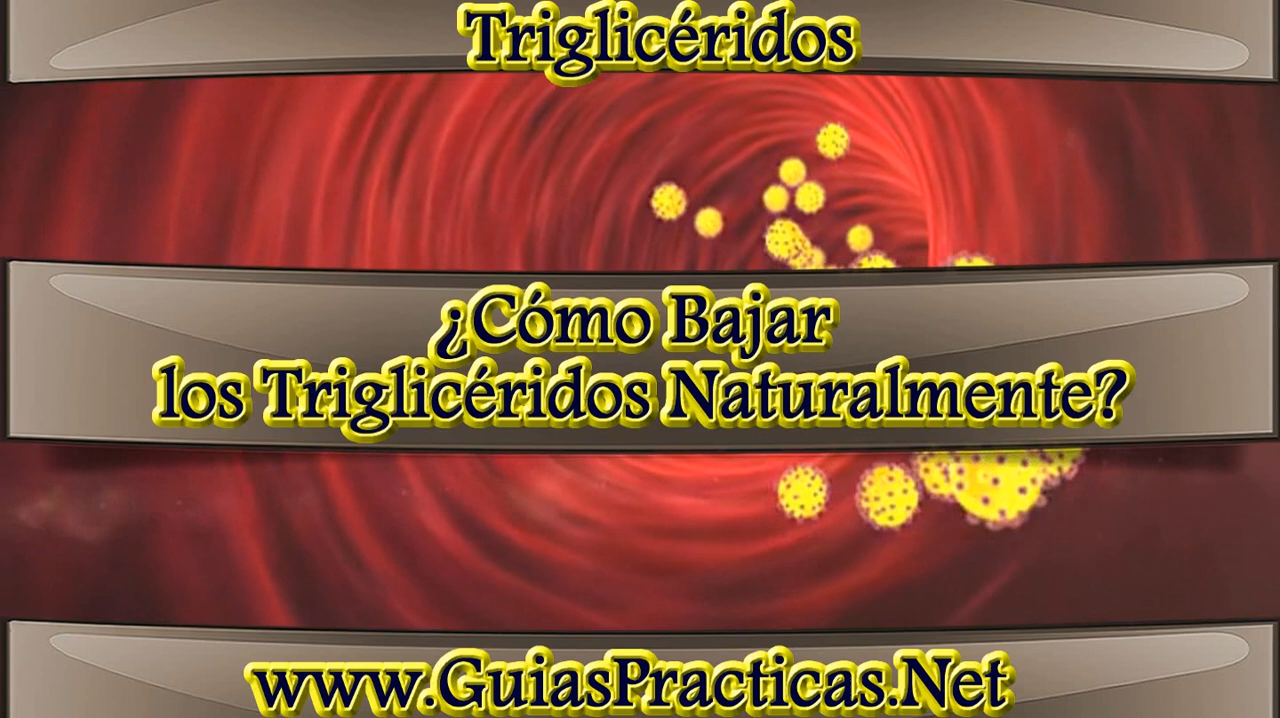 Triglicéridos
¿Cómo Bajar
los Triglicéridos Naturalmente?
www.GuiasPracticas.Net